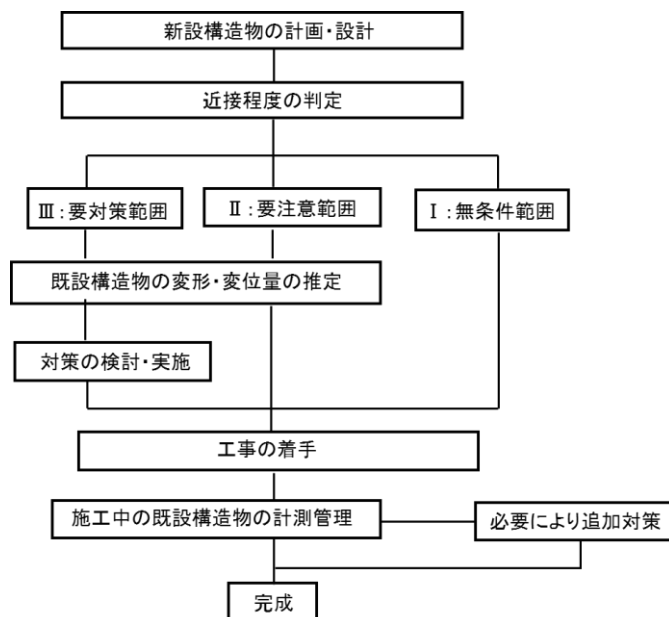 新設構造物の計画・設計
近接程度の判定
Ⅲ：要対策範囲
Ⅱ：要注意範囲
Ⅰ：無条件範囲
既設構造物の変形・変位量の推定
対策の検討・実施
工事の着手
施工中の既設構造物の計測管理
必要により追加対策
完成